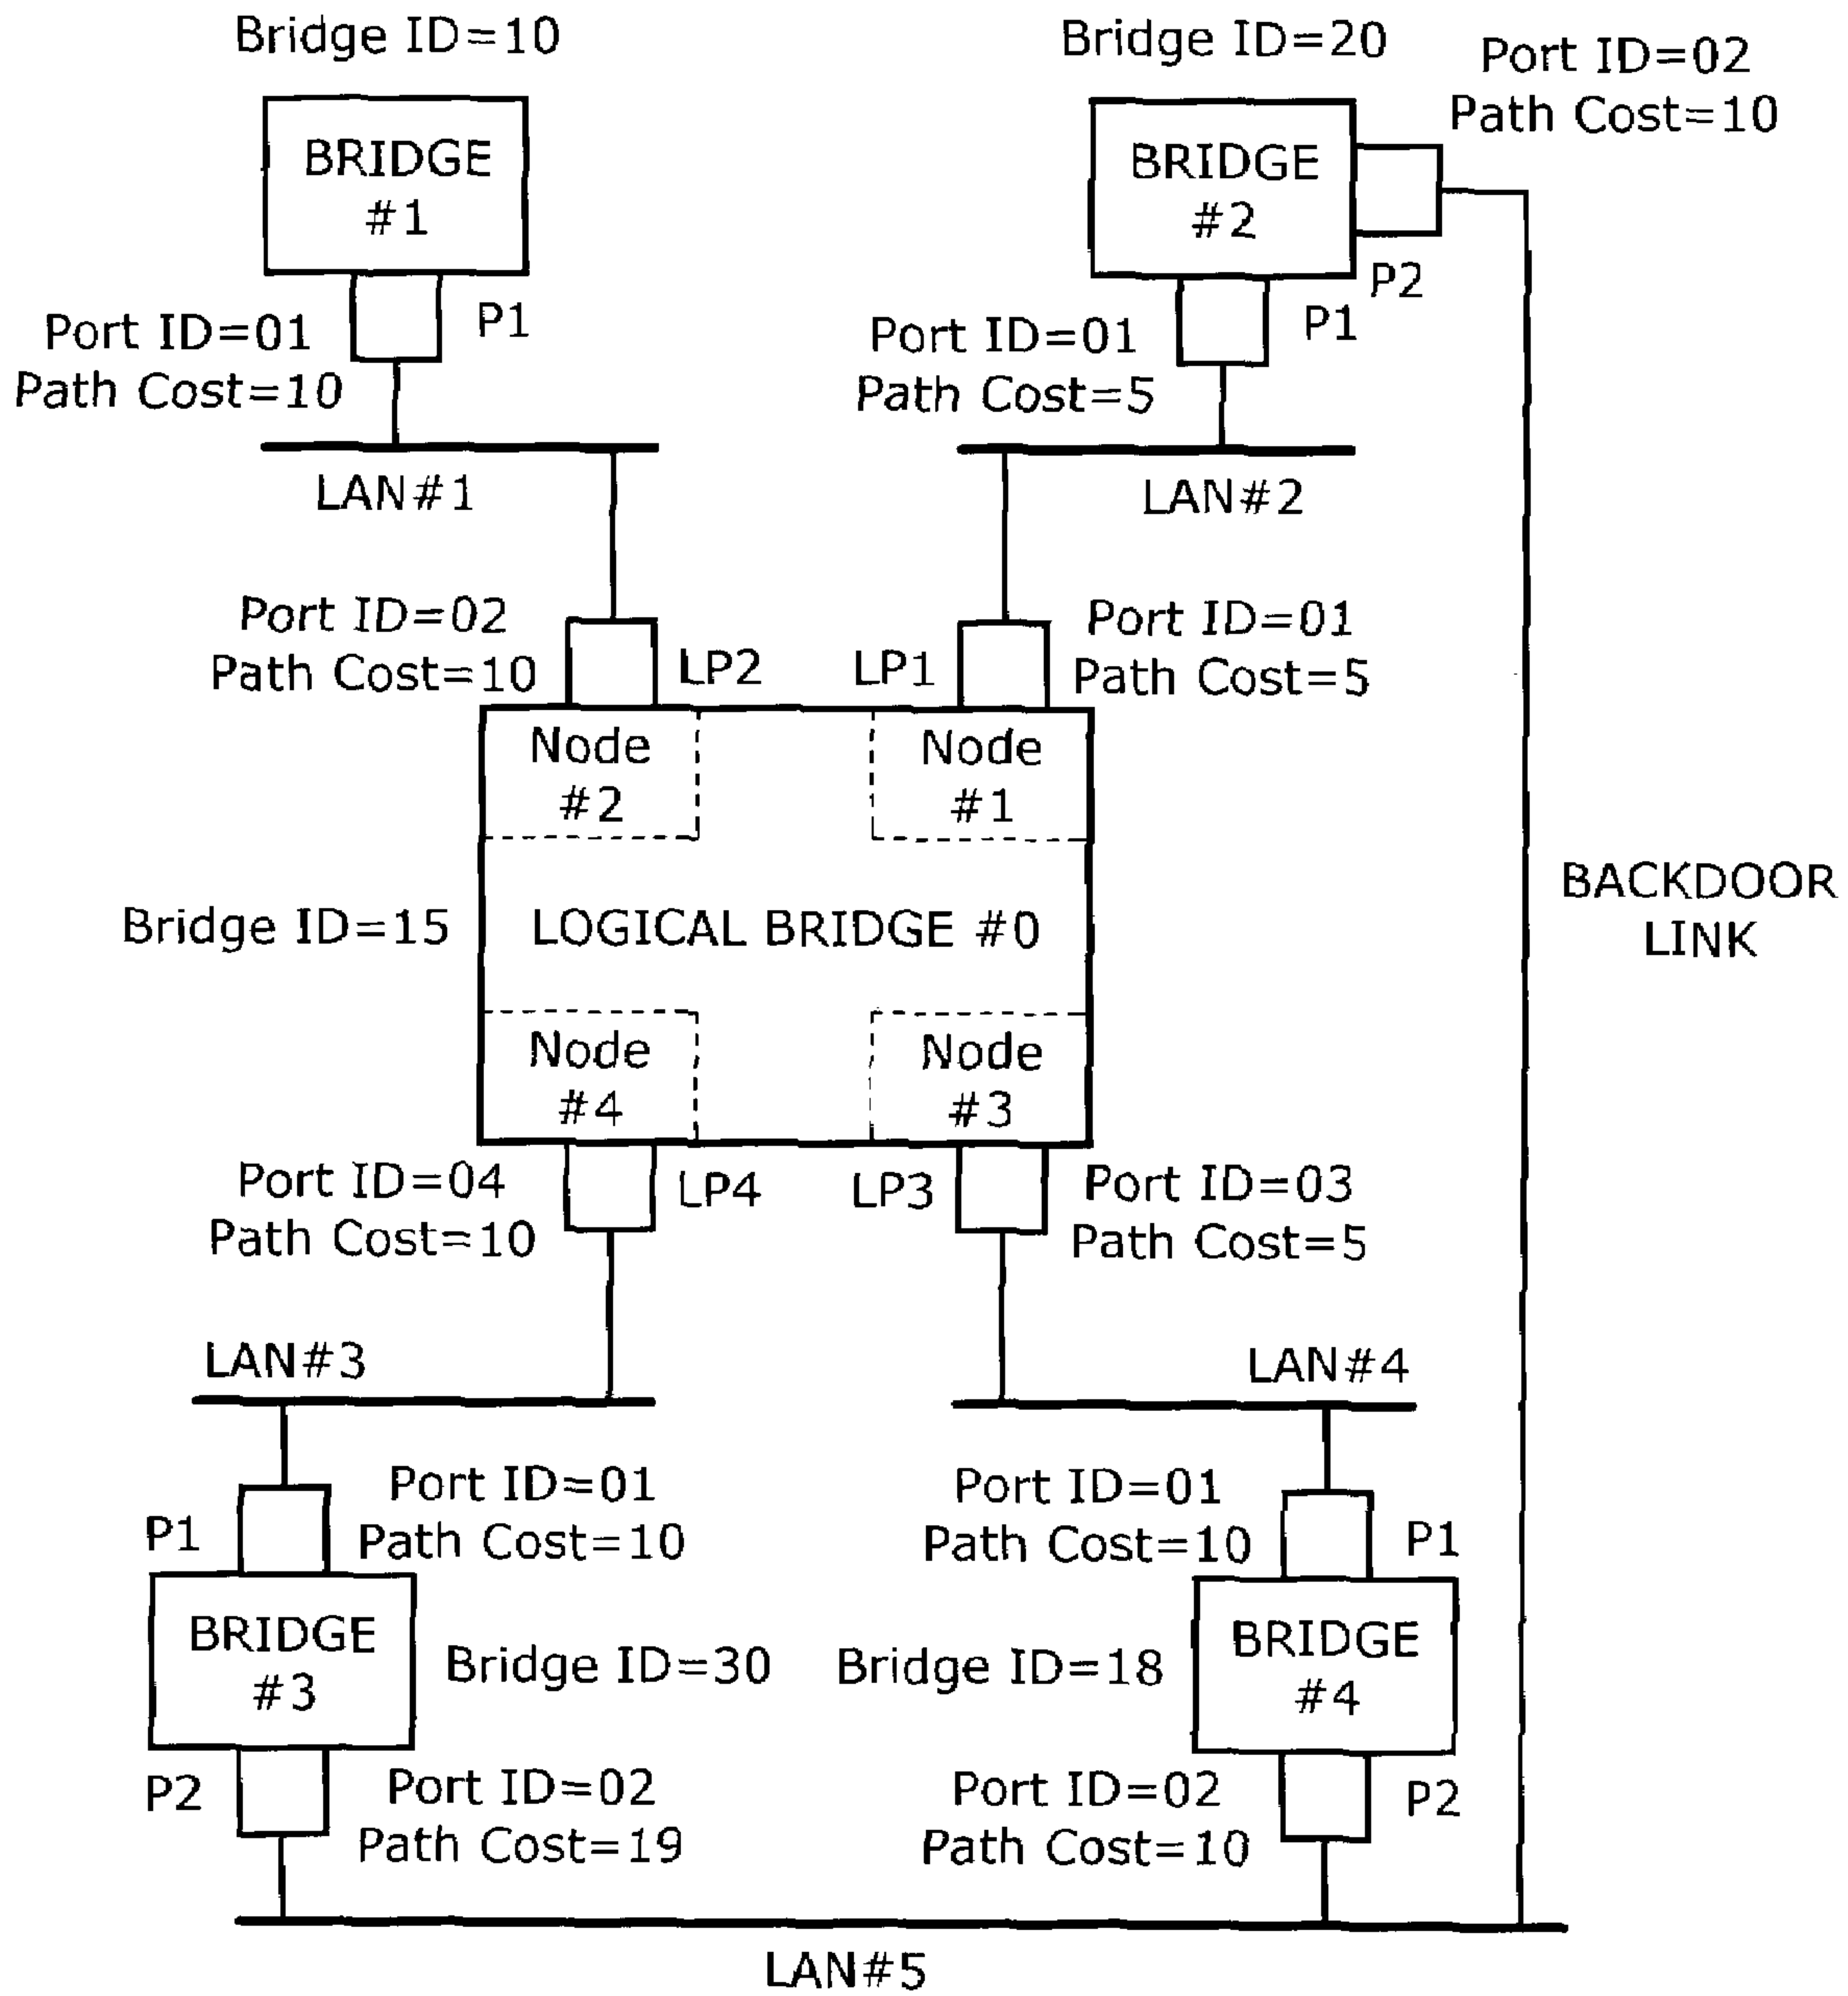 Bridge ID=10
Bridge ID=20
Port ID=02
Path Cost=10
BRIDGE
#1
BRIDGE
#2
P2
Port ID=01
Path Cost=10
P1
Port ID=01
Path Cost=5
P1
LAN#1
LAN#2
Port ID=02
Path Cost=10
LP2
LP1
Port ID=01
Path Cost=5
Node
#2
Node
#1
Bridge ID=15
LOGICAL BRIDGE #0
BACKDOOR
LINK
Node
#4
Node
#3
Port ID=04
Path Cost=10
LP4
LP3
Port ID=03
Path Cost=5
LAN#3
LAN#4
P1
Port ID=01
Path Cost=10
Port ID=01
Path Cost=10
P1
BRIDGE
#3
Bridge ID=30
Bridge ID=18
BRIDGE
#4
P2
Port ID=02
Path Cost=19
Port ID=02
Path Cost=10
P2
LAN#5